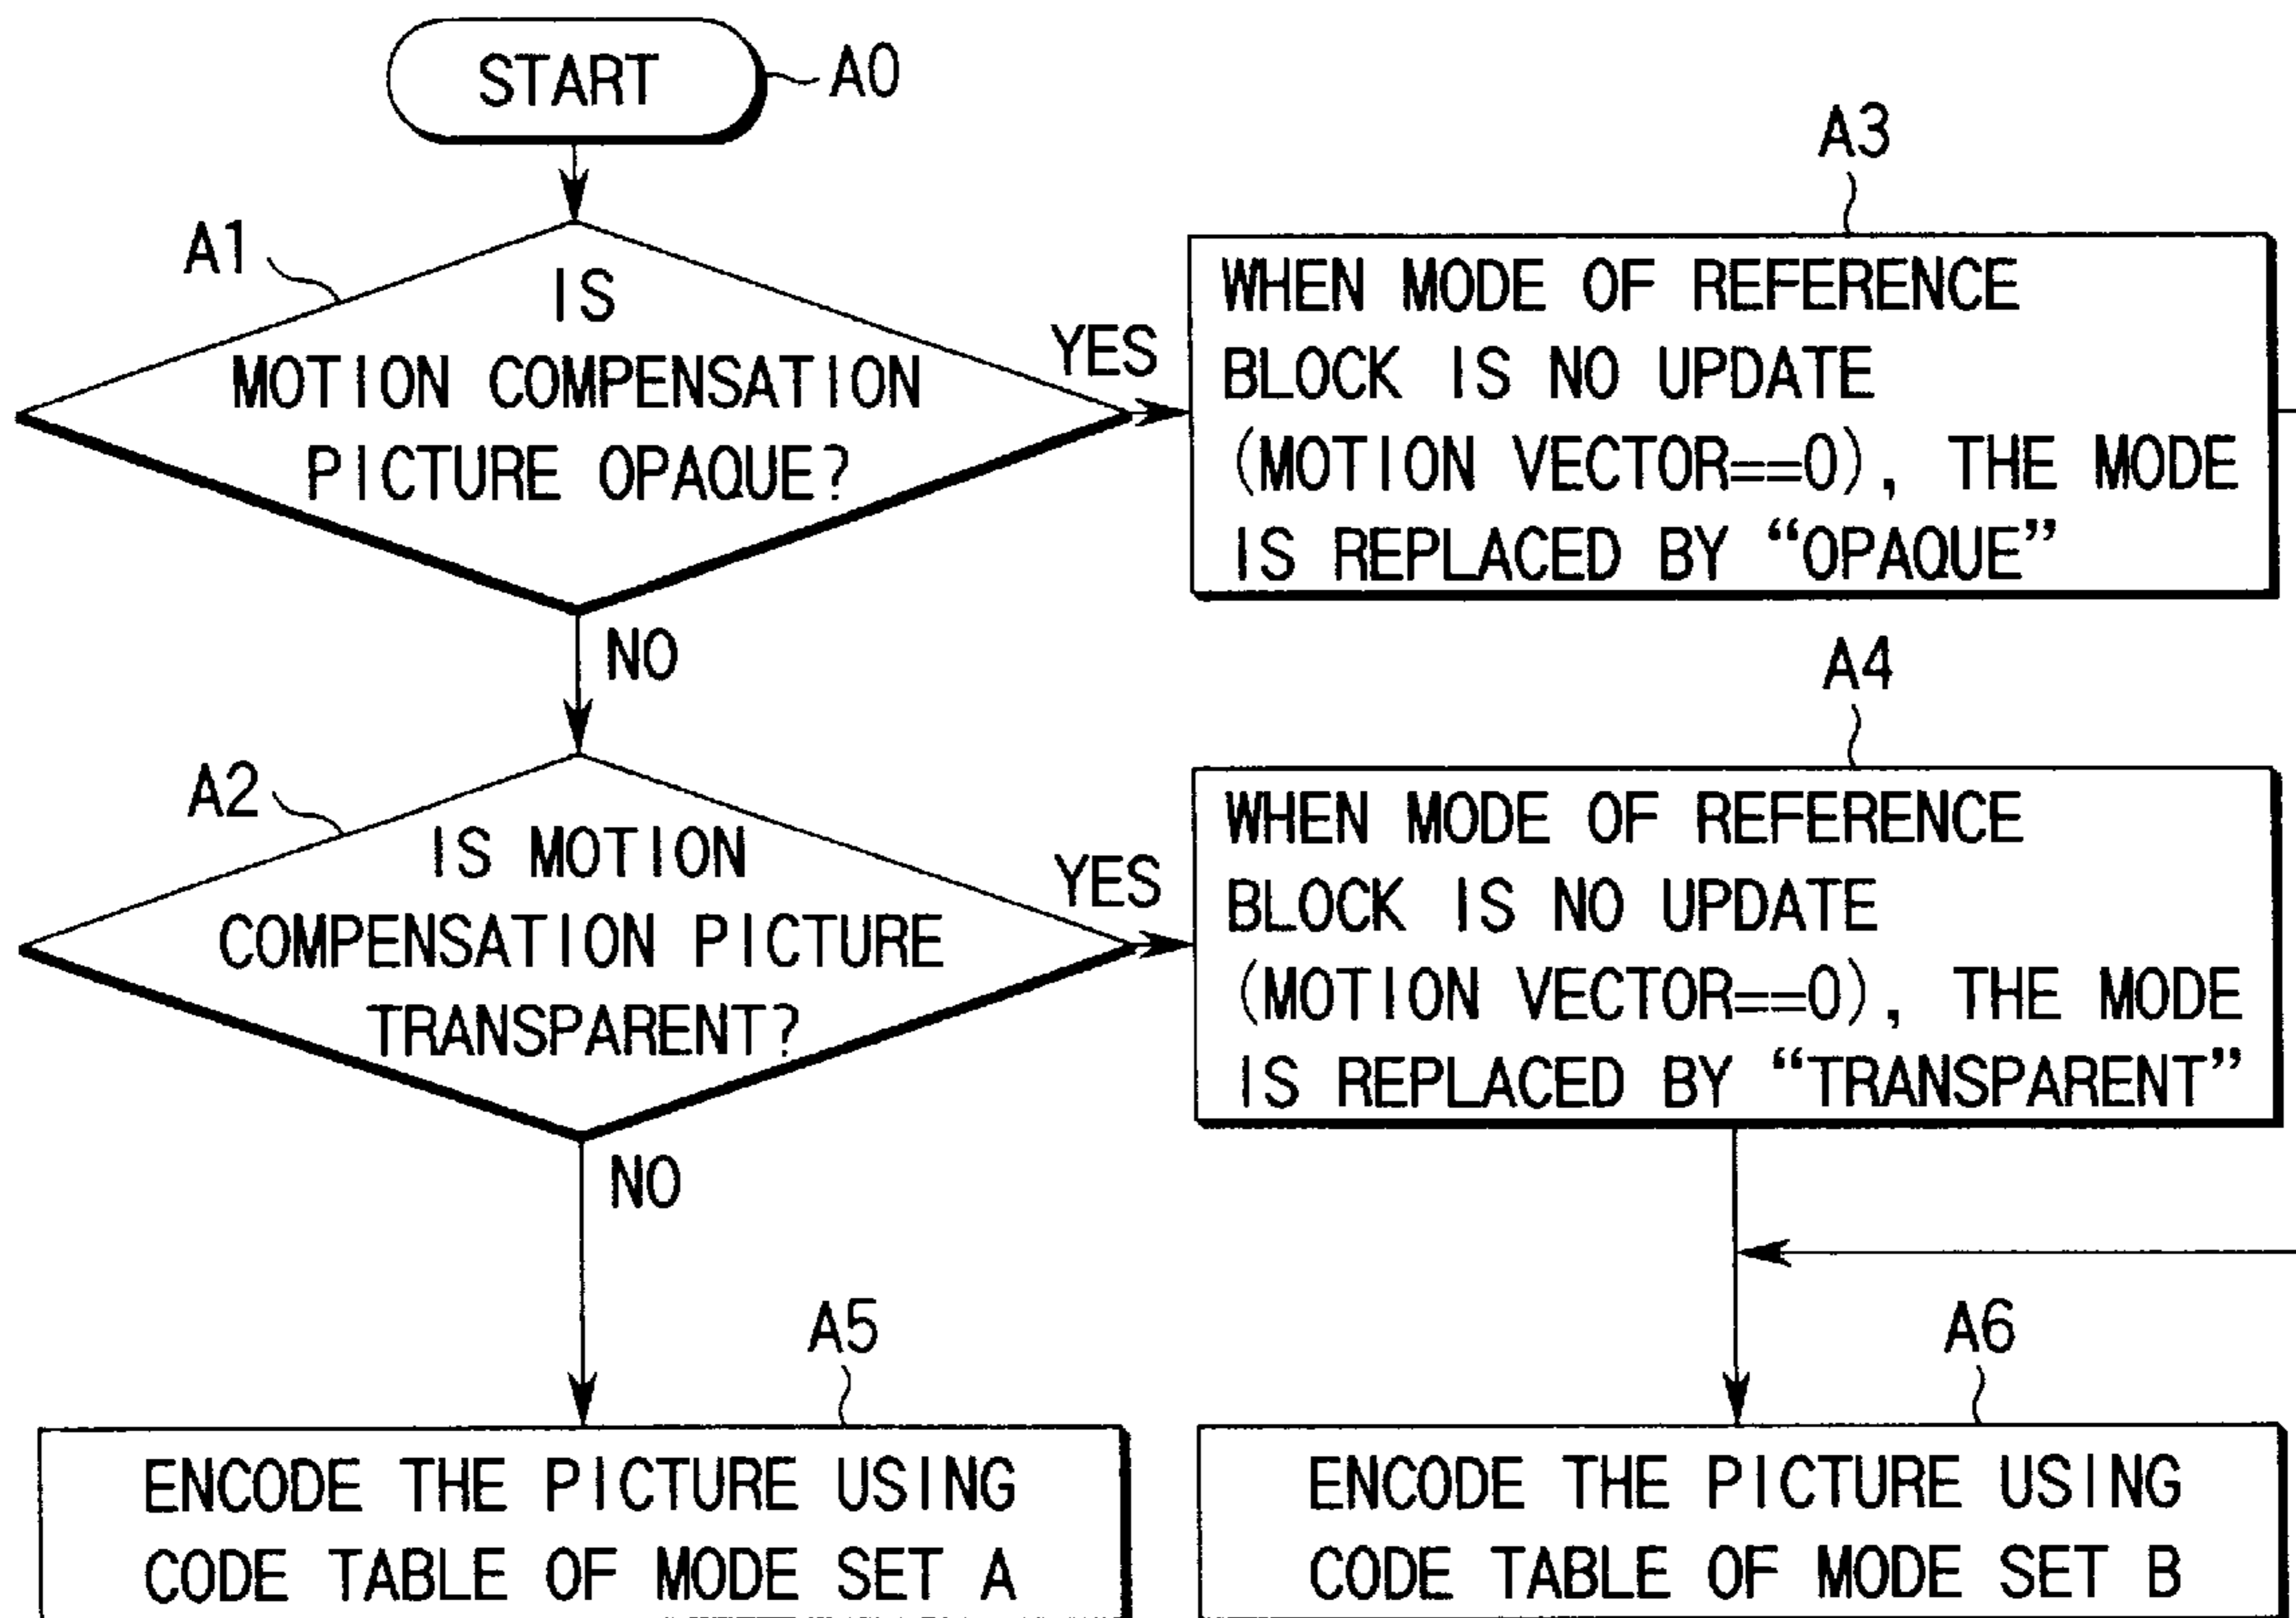 START
A0
A1
IS
MOTION COMPENSATION
PICTURE OPAQUE?
YES
NO
A3
WHEN MODE OF REFERENCE
BLOCK IS NO UPDATE
(MOTION VECTOR==0), THE MODE
IS REPLACED BY “OPAQUE”
A2
IS MOTION
COMPENSATION PICTURE
TRANSPARENT?
YES
NO
A4
WHEN MODE OF REFERENCE
BLOCK IS NO UPDATE
(MOTION VECTOR==0), THE MODE
IS REPLACED BY “TRANSPARENT”
A5
ENCODE THE PICTURE USING
CODE TABLE OF MODE SET A
A6
ENCODE THE PICTURE USING
CODE TABLE OF MODE SET B